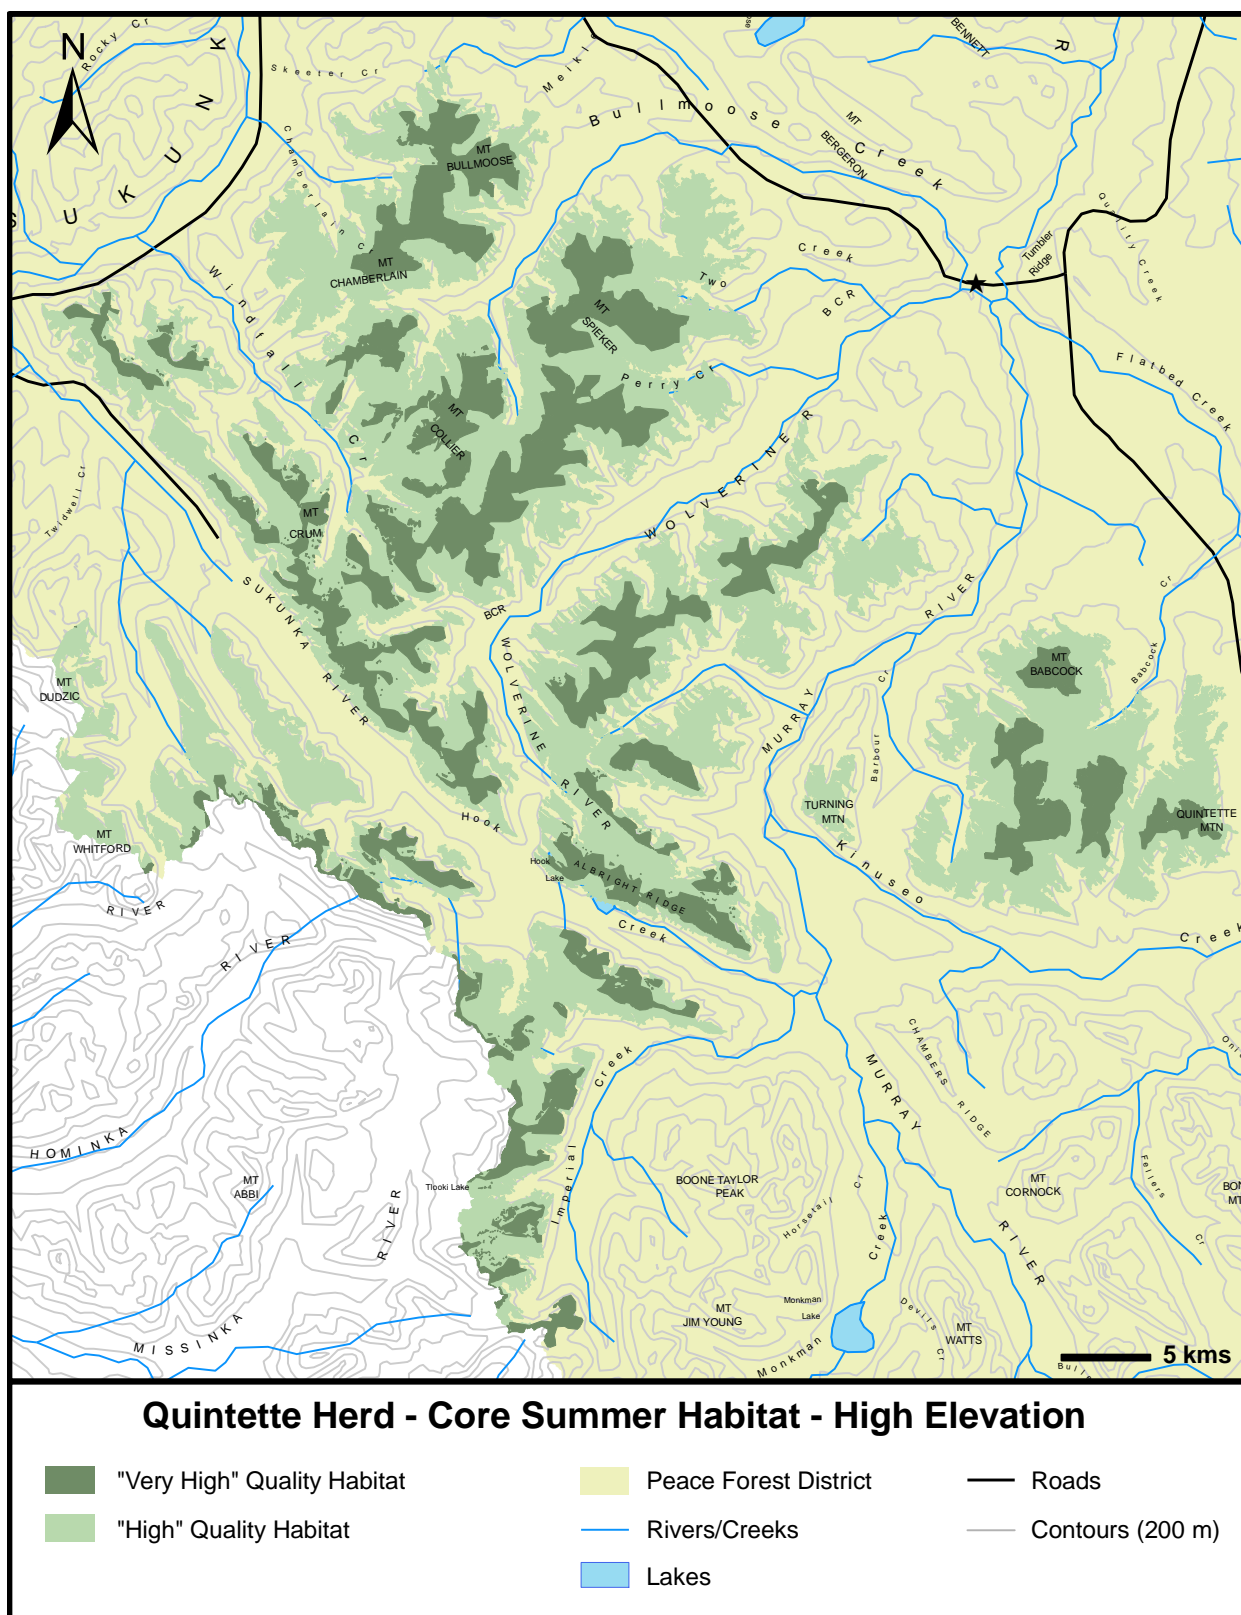 N
Rocky Cr
SUKUNK
Skeeter Cr
Meikle
BENNETT
R
Bullmoose
Creek
MT
BERGERON
MT
BULLMOOSE
Chamberlain Cr
MT
CHAMBERLAIN
Windfall
Cr
Creek
Two
BCR
Tumbler
Ridge
Quality Creek
MT
SPIEKER
Perry Cr
Flatbed Creek
MT
COLLIER
WOLVERINE R
Twidwell Cr
MT
CRUM
SUKUNKA
RIVER
BCR
WOLVERINE
RIVER
RIVER
MURRAY
Cr
Barbour
Cr
Babcock
MT
BABCOCK
MT
DUDZIC
TURNING
MTN
QUINTETTE
MTN
MT
WHITFORD
Hook
Hook
Lake
ALBRIGHT RIDGE
Creek
Kinuseo
Creek
RIVER
RIVER
HOMINKA
CHAMBERS RIDGE
MURRAY
RIVER
Creek
Imperial
MT
ABBI
Tlooki Lake
RIVER
BOONE TAYLOR
PEAK
Horsetail Cr
Creek
MT
CORNOCK
Fellers
Cr
MT
MISSINKA
MT
JIM YOUNG
Monkman
Lake
Monkman
Devils Cr
MT
WATTS
5 kms
Quintette Herd - Core Summer Habitat - High Elevation
"Very High" Quality Habitat
Peace Forest District
Roads
"High" Quality Habitat
Rivers/Creeks
Contours (200 m)
Lakes